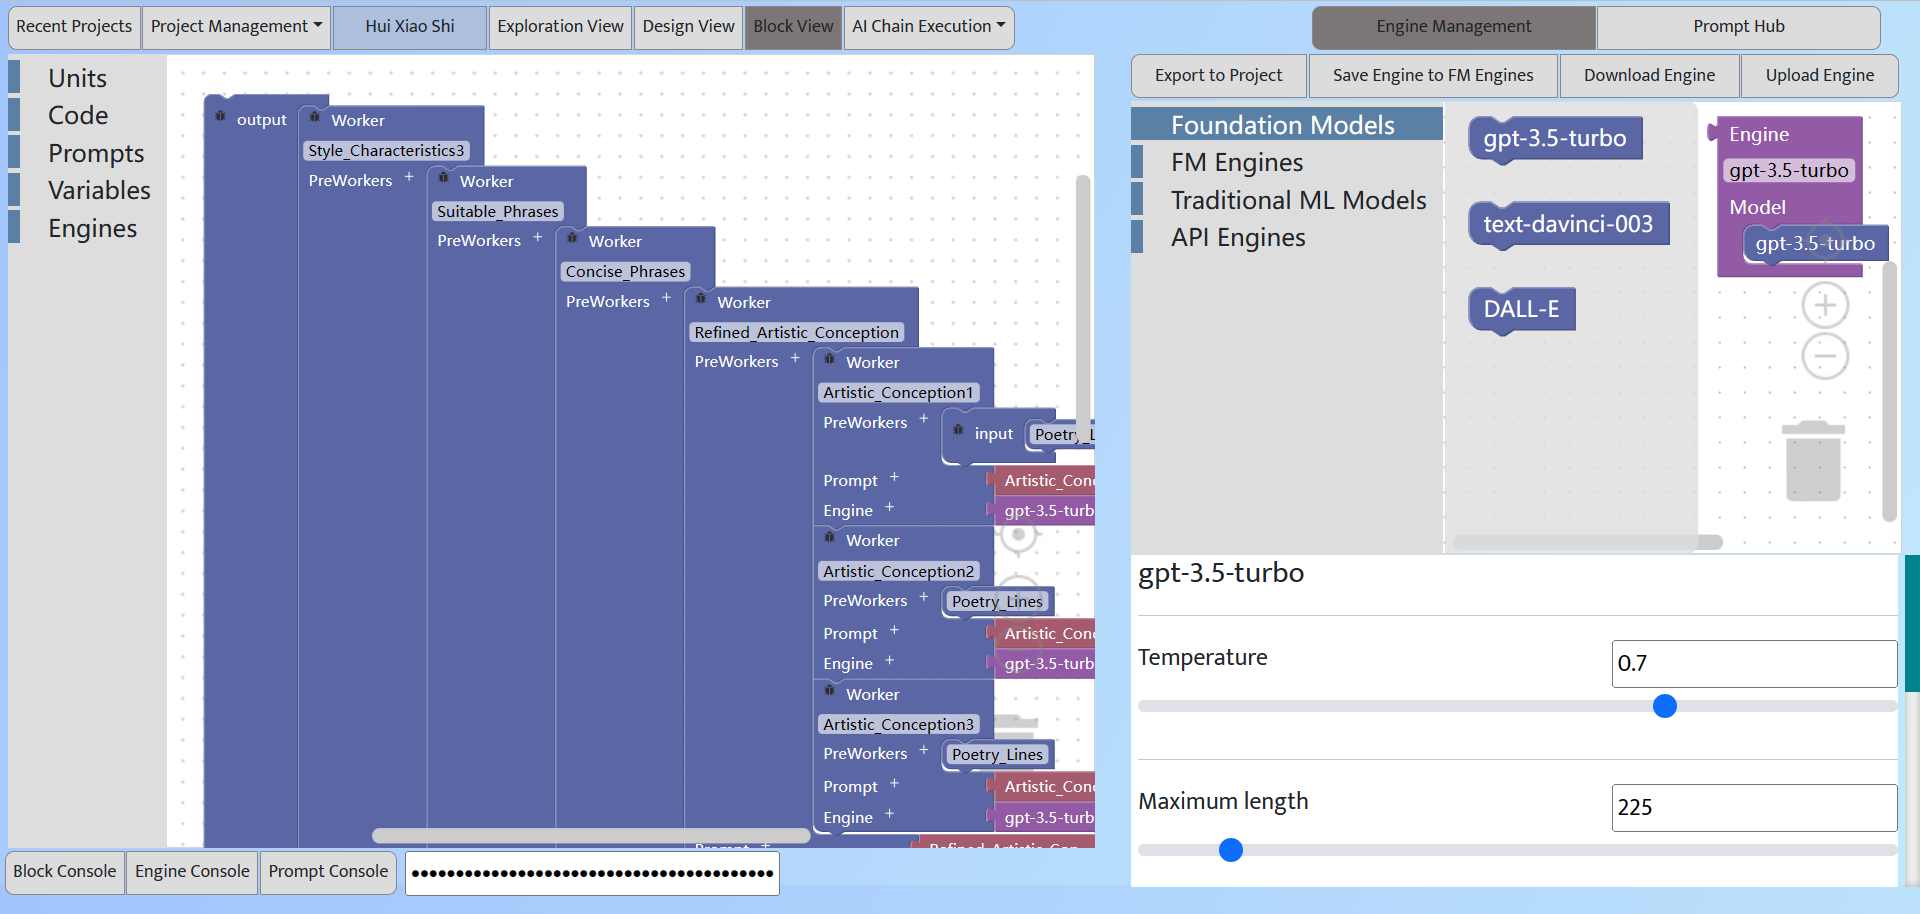 Recent Projects
Project Management
Hui Xiao Shi
Exploration View
Design View
Block View
AI Chain Execution
Engine Management
Prompt Hub
Export to Project
Save Engine to FM Engines
Download Engine
Upload Engine
Units
Code
Prompts
Variables
Engines
output
Worker
Style_Characteristics3
PreWorkers +
Worker
Suitable_Phrases
PreWorkers +
Worker
Concise_Phrases
PreWorkers +
Worker
Refined_Artistic_Conception
PreWorkers +
Worker
Artistic_Conception1
PreWorkers +
input Poetry_L
Prompt + Artistic_Con
Engine + gpt-3.5-turb
Worker
Artistic_Conception2
PreWorkers + Poetry_Lines
Prompt + Artistic_Con
Engine + gpt-3.5-turb
Worker
Artistic_Conception3
PreWorkers + Poetry_Lines
Prompt + Artistic_Con
Engine + gpt-3.5-turb
Prompt + Refined_Artistic_Con
Foundation Models
FM Engines
Traditional ML Models
API Engines
gpt-3.5-turbo
text-davinci-003
DALL-E
Engine
gpt-3.5-turbo
Model
gpt-3.5-turbo
gpt-3.5-turbo
Temperature
0.7
Maximum length
225
Block Console
Engine Console
Prompt Console